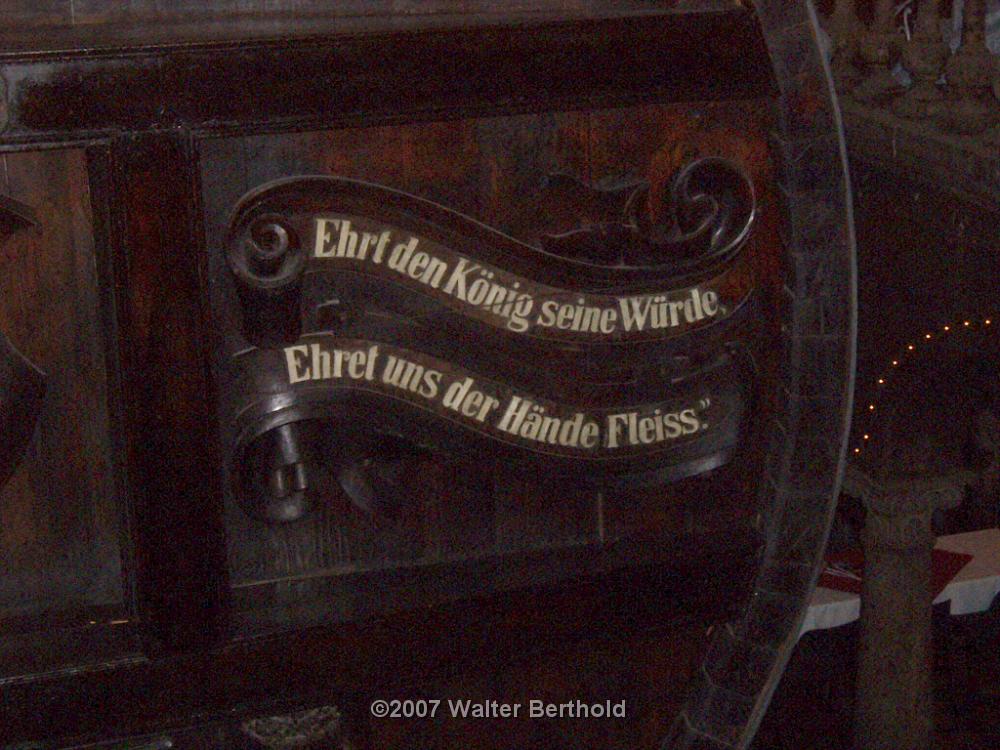 Ehrt den König seine Würde,
Ehret uns der Hände Fleiss."
©2007 Walter Berthold